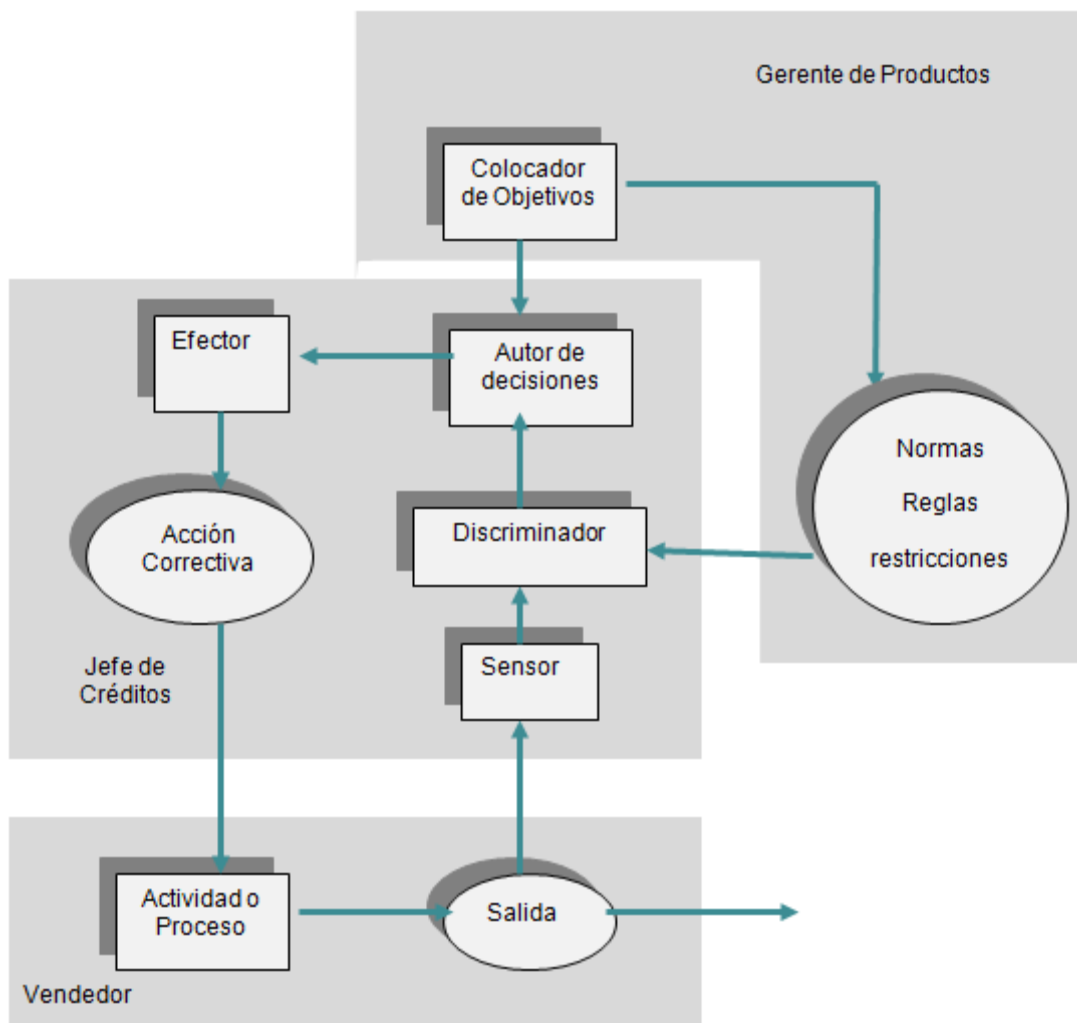 Gerente de Productos
Colocador
de Objetivos
Efector
Autor de
decisiones
Normas
Reglas
restricciones
Acción
Correctiva
Discriminador
Sensor
Jefe de
Créditos
Actividad o
Proceso
Salida
Vendedor